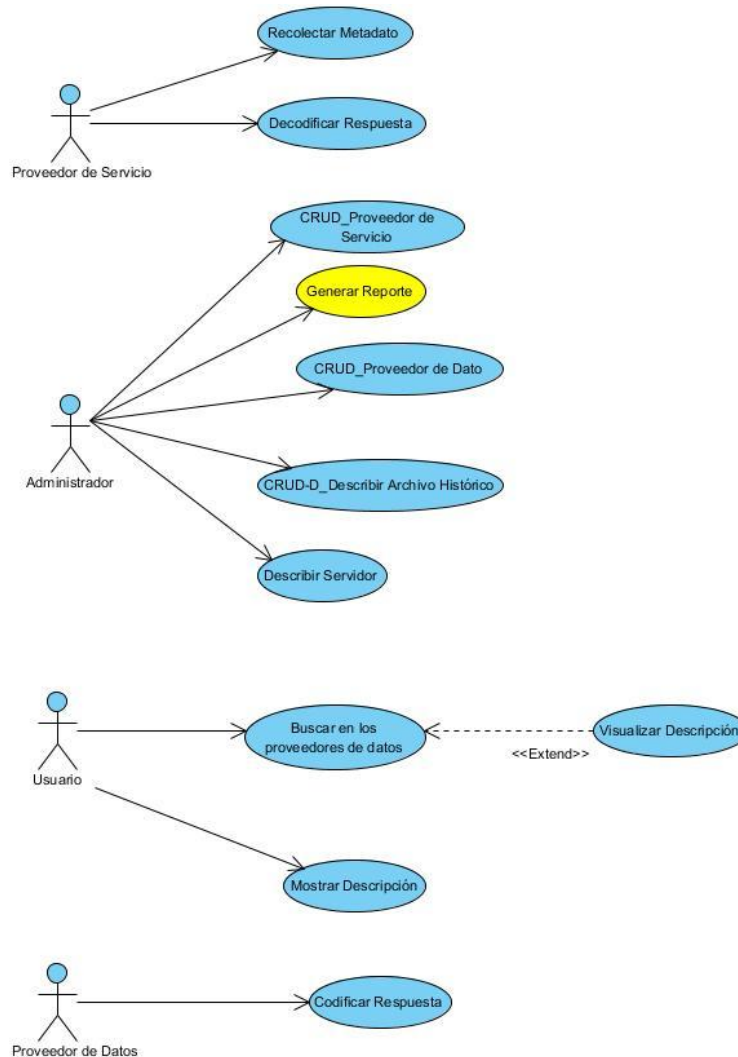 Recolectar Metadato
Decodificar Respuesta
Proveedor de Servicio
CRUD_Proveedor de
Servicio
Generar Reporte
CRUD_Proveedor de Dato
Administrador
CRUD-D_Describir Archivo Histórico
Describir Servidor
Buscar en los
proveedores de datos
Visualizar Descripción
<<Extend>>
Usuario
Mostrar Descripción
Codificar Respuesta
Proveedor de Datos